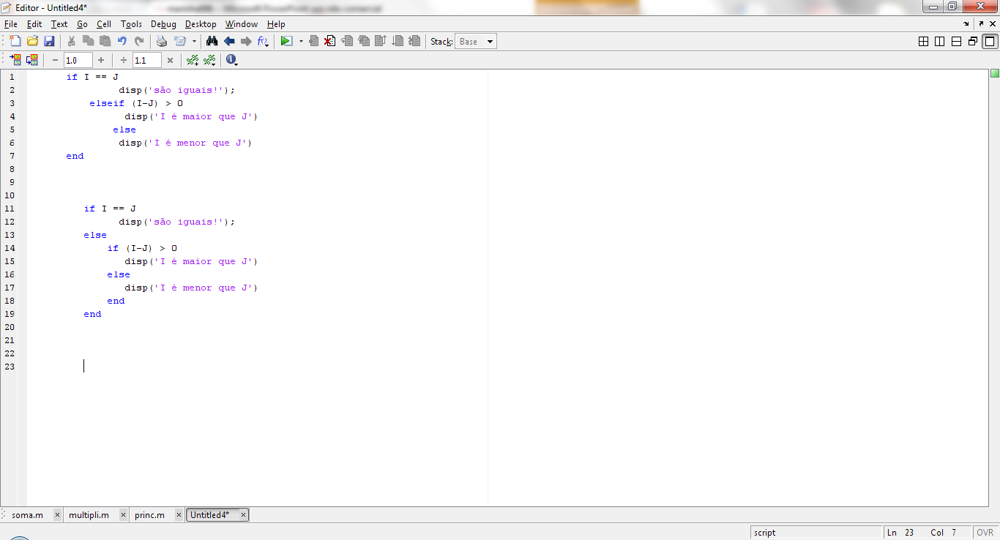 Editor - Untitled4*
File Edit Text Go Cell Tools Debug Desktop Window Help
Stack: Base
1.0 1.1
1 if I == J
2 disp('são iguais!');
3 elseif (I-J) > 0
4 disp('I é maior que J')
5 else
6 disp('I é menor que J')
7 end
8
9
10
11 if I == J
12 disp('são iguais!');
13 else
14 if (I-J) > 0
15 disp('I é maior que J')
16 else
17 disp('I é menor que J')
18 end
19 end
20
21
22
23
soma.m multipli.m princ.m Untitled4*
script Ln 23 Col 7 OVR